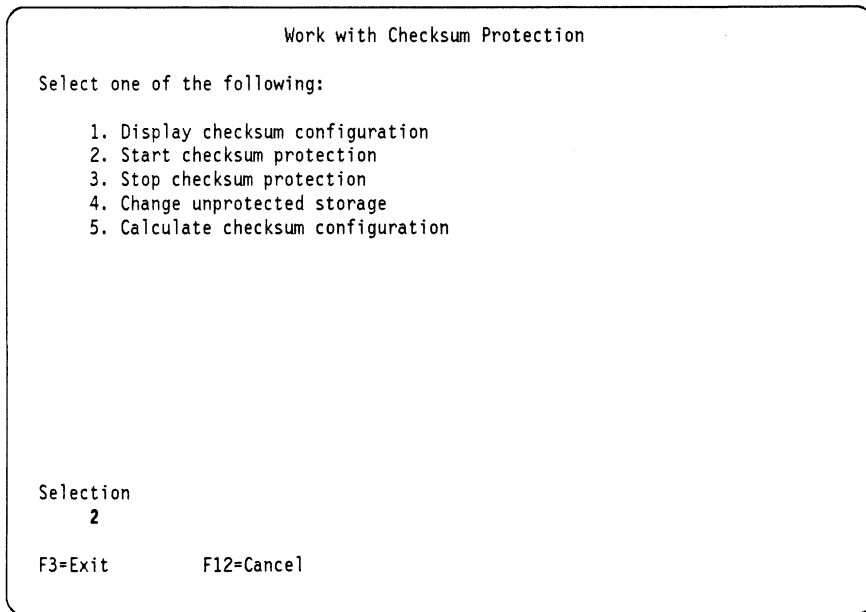 Work with Checksum Protection
Select one of the following:
1. Display checksum configuration
2. Start checksum protection
3. Stop checksum protection
4. Change unprotected storage
5. Calculate checksum configuration
Selection
2
F3=Exit F12=Cancel